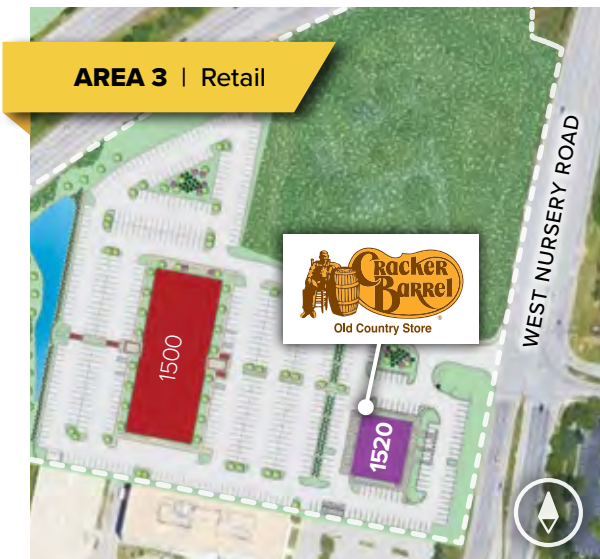 AREA 3 | Retail
WEST NURSERY ROAD
Cracker
Barrel
®
Old Country Store
1500
1520